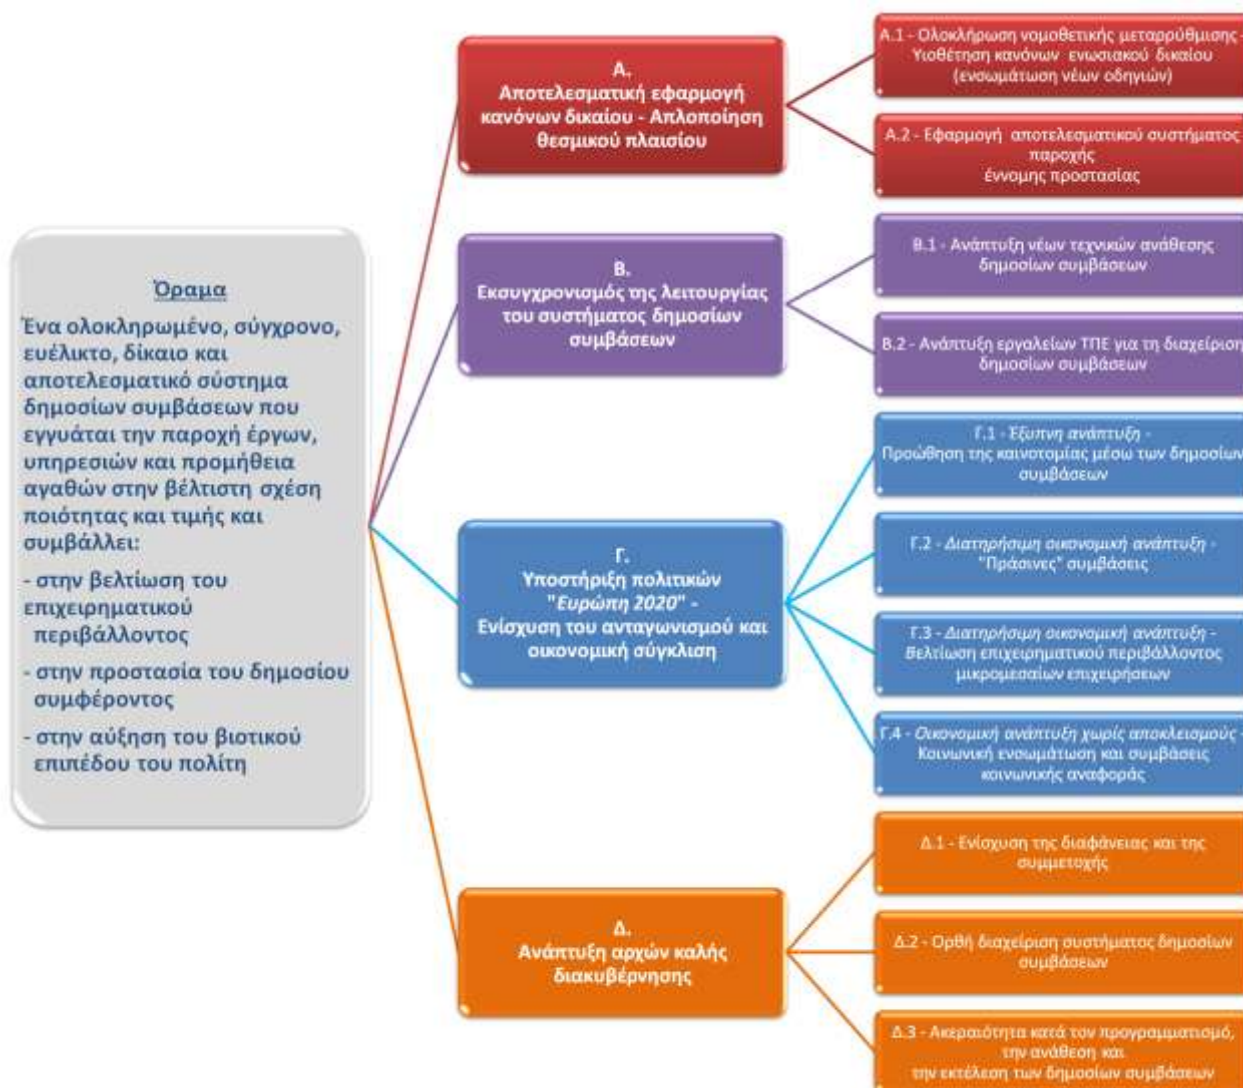 Όραμα
Ένα ολοκληρωμένο, σύγχρονο,
ευέλικτο, δίκαιο και
αποτελεσματικό σύστημα
δημοσίων συμβάσεων που
εγγυάται την παροχή έργων,
υπηρεσιών και προμήθεια
αγαθών στην βέλτιστη σχέση
ποιότητας και τιμής και
συμβάλλει:
- στην βελτίωση του
επιχειρηματικού
περιβάλλοντος
- στην προστασία του δημοσίου
συμφέροντος
- στην αύξηση του βιοτικού
επιπέδου του πολίτη
Α.
Αποτελεσματική εφαρμογή
κανόνων δικαίου - Απλοποίηση
θεσμικού πλαισίου
Α.1 - Ολοκλήρωση νομοθετικής μεταρρύθμισης -
Υιοθέτηση κανόνων ενωσιακού δικαίου
(ενσωμάτωση νέων οδηγιών)
Α.2 - Εφαρμογή αποτελεσματικού συστήματος
παροχής
έννομης προστασίας
Β.
Εκσυγχρονισμός της λειτουργίας
του συστήματος δημοσίων
συμβάσεων
Β.1 - Ανάπτυξη νέων τεχνικών ανάθεσης
δημοσίων συμβάσεων
Β.2 - Ανάπτυξη εργαλείων ΤΠΕ για τη διαχείριση
δημοσίων συμβάσεων
Γ.
Υποστήριξη πολιτικών
"Ευρώπη 2020" -
Ενίσχυση του ανταγωνισμού και
οικονομική σύγκλιση
Γ.1 - Έξυπνη ανάπτυξη -
Προώθηση της καινοτομίας μέσω των δημοσίων
συμβάσεων
Γ.2 - Διατηρήσιμη οικονομική ανάπτυξη -
"Πράσινες" συμβάσεις
Γ.3 - Διατηρήσιμη οικονομική ανάπτυξη -
Βελτίωση επιχειρηματικού περιβάλλοντος
μικρομεσαίων επιχειρήσεων
Γ.4 - Οικονομική ανάπτυξη χωρίς αποκλεισμούς -
Κοινωνική ενσωμάτωση και συμβάσεις
κοινωνικής αναφοράς
Δ.
Ανάπτυξη αρχών καλής
διακυβέρνησης
Δ.1 - Ενίσχυση της διαφάνειας και της
συμμετοχής
Δ.2 - Ορθή διαχείριση συστήματος δημοσίων
συμβάσεων
Δ.3 - Ακεραιότητα κατά τον προγραμματισμό,
την ανάθεση και
την εκτέλεση των δημοσίων συμβάσεων